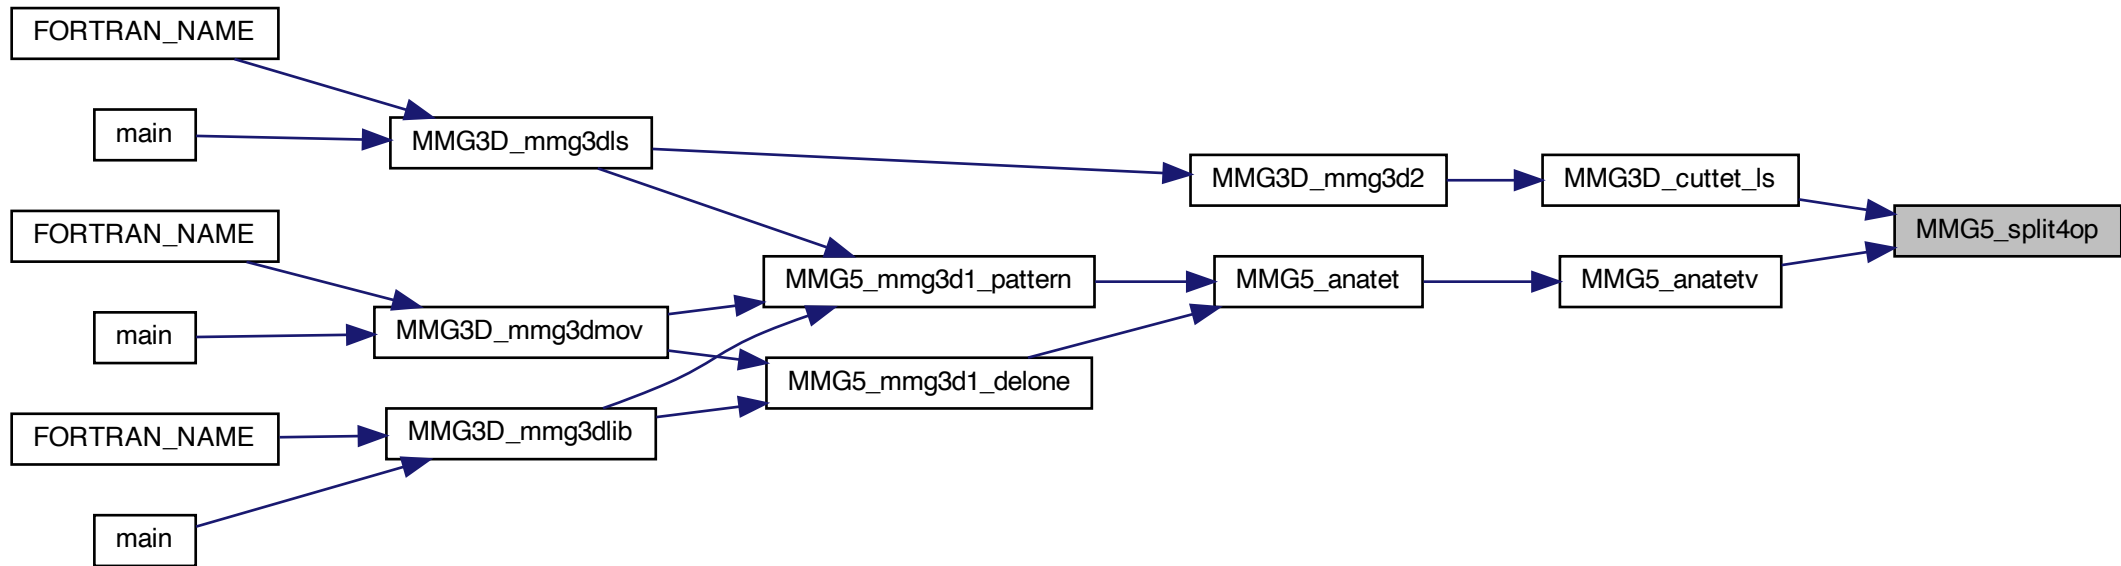 FORTRAN_NAME
main
MMG3D_mmg3dls
MMG3D_mmg3d2
MMG3D_cuttet_ls
MMG5_split4op
FORTRAN_NAME
MMG5_mmg3d1_pattern
MMG5_anatet
MMG5_anatetv
main
MMG3D_mmg3dmov
MMG5_mmg3d1_delone
FORTRAN_NAME
MMG3D_mmg3dlib
main